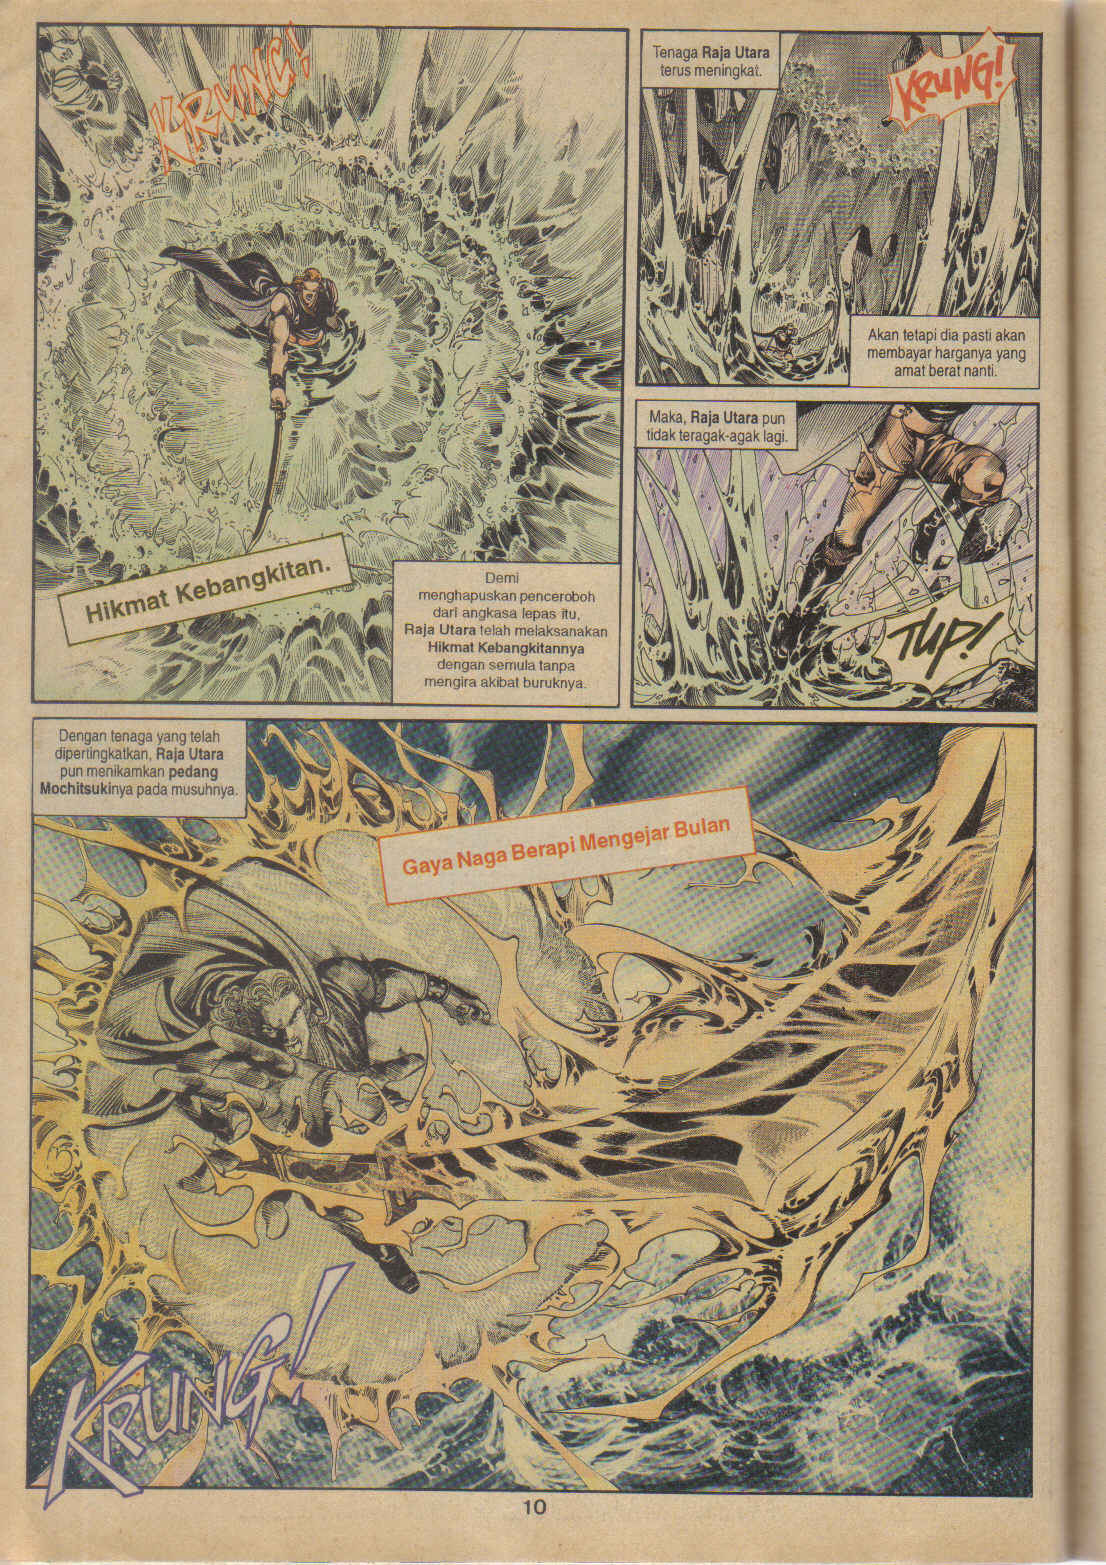 KRUNG!
Hikmat Kebangkitan.
Demi
menghapuskan penceroboh
dari angkasa lepas itu,
Raja Utara telah melaksanakan
Hikmat Kebangkitannya
dengan semula tanpa
mengira akibat buruknya.
Tenaga Raja Utara
terus meningkat.
KRUNG!
Akan tetapi dia pasti akan
membayar harganya yang
amat berat nanti.
Maka, Raja Utara pun
tidak teragak-agak lagi.
TUP!
Dengan tenaga yang telah
dipertingkatkan, Raja Utara
pun menikamkan pedang
Mochitsukinya pada musuhnya.
Gaya Naga Berapi Mengejar Bulan
KRUNG!
10